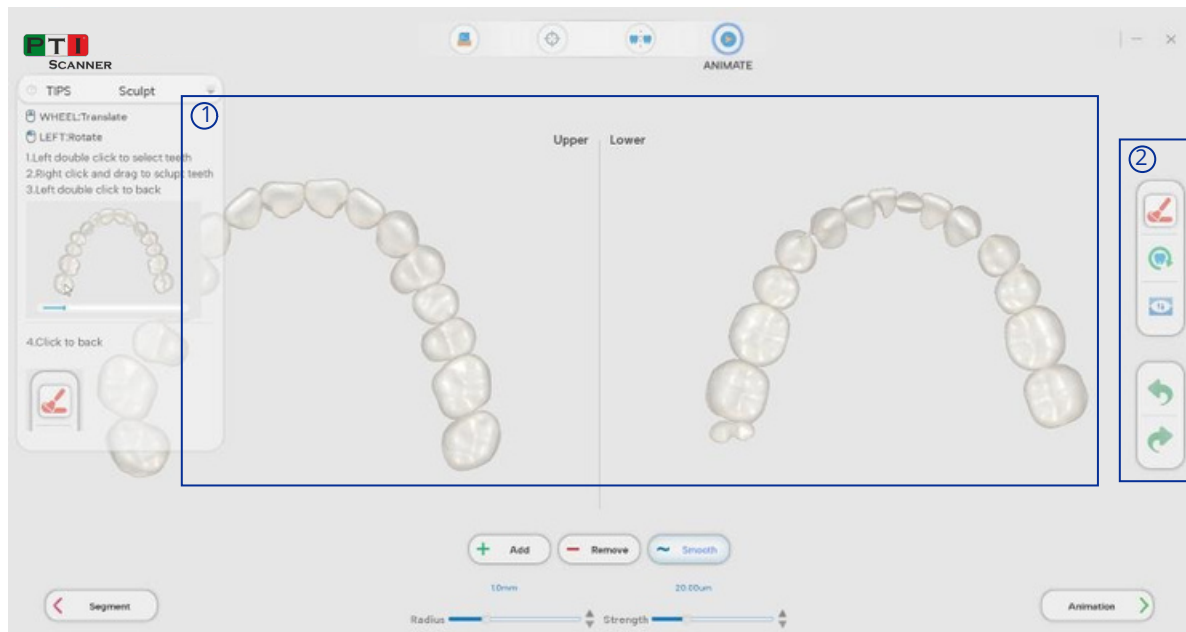 PTI
SCANNER
ANIMATE
TIPS Sculpt
WHEEL:Translate
LEFT:Rotate
1.Left double click to select teeth
2.Right click and drag to sclupt teeth
3.Left double click to back
4.Click to back
1
Upper Lower
2
Add Remove Smooth
1.0mm 20.00um
Radius Strength
Segment
Animation